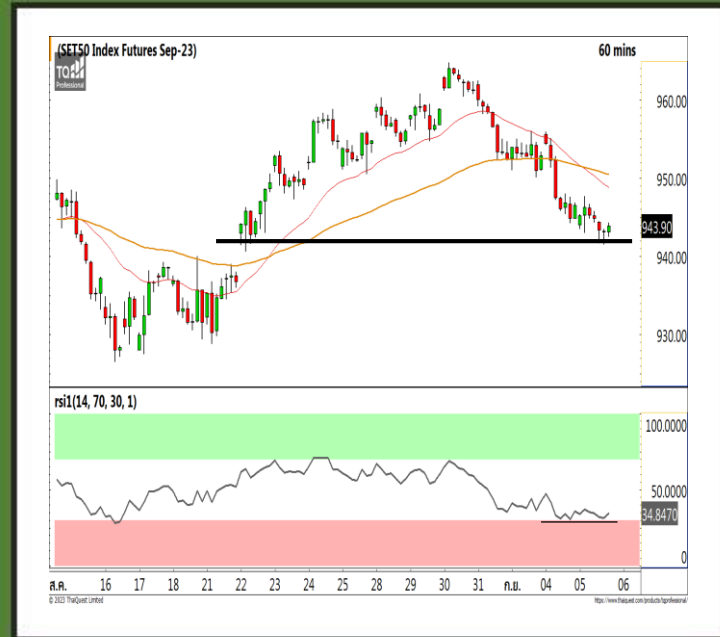 (SET50 Index Futures Sep-23)
60 mins
TQ
Professional
960.00
950.00
943.90
940.00
930.00
rsi1(14, 70, 30, 1)
100.0000
50.0000
34.8470
0
ส.ค. 16 17 18 21 22 23 24 25 28 29 30 31 ก.ย. 04 05 06
© 2023 ThaiQuest Limited
https://www.thaiquest.com/products/tqprofessional/